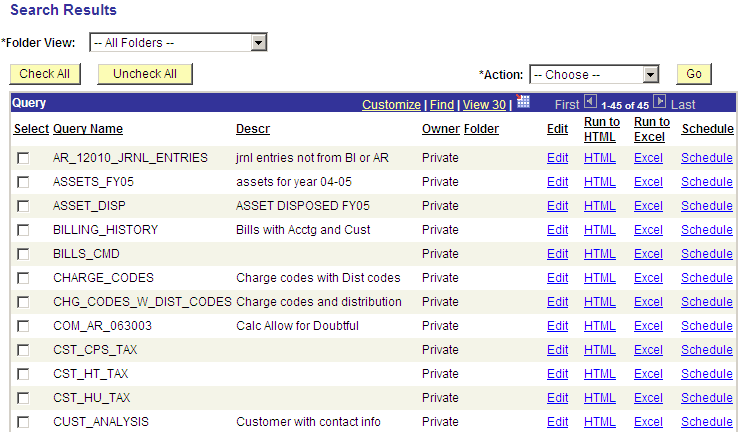 Search Results
*Folder View: -- All Folders --
Check All Uncheck All *Action: -- Choose -- Go
Query Customize | Find | View 30 | First 1-45 of 45 Last
Select Query Name Descr Owner Folder Edit Run to HTML Run to Excel Schedule
AR_12010_JRNL_ENTRIES jrnl entries not from BI or AR Private Edit HTML Excel Schedule
ASSETS_FY05 assets for year 04-05 Private Edit HTML Excel Schedule
ASSET_DISP ASSET DISPOSED FY05 Private Edit HTML Excel Schedule
BILLING_HISTORY Bills with Acctg and Cust Private Edit HTML Excel Schedule
BILLS_CMD Private Edit HTML Excel Schedule
CHARGE_CODES Charge codes with Dist codes Private Edit HTML Excel Schedule
CHG_CODES_W_DIST_CODES Charge codes and distribution Private Edit HTML Excel Schedule
COM_AR_063003 Calc Allow for Doubtful Private Edit HTML Excel Schedule
CST_CPS_TAX Private Edit HTML Excel Schedule
CST_HT_TAX Private Edit HTML Excel Schedule
CST_HU_TAX Private Edit HTML Excel Schedule
CUST_ANALYSIS Customer with contact info Private Edit HTML Excel Schedule